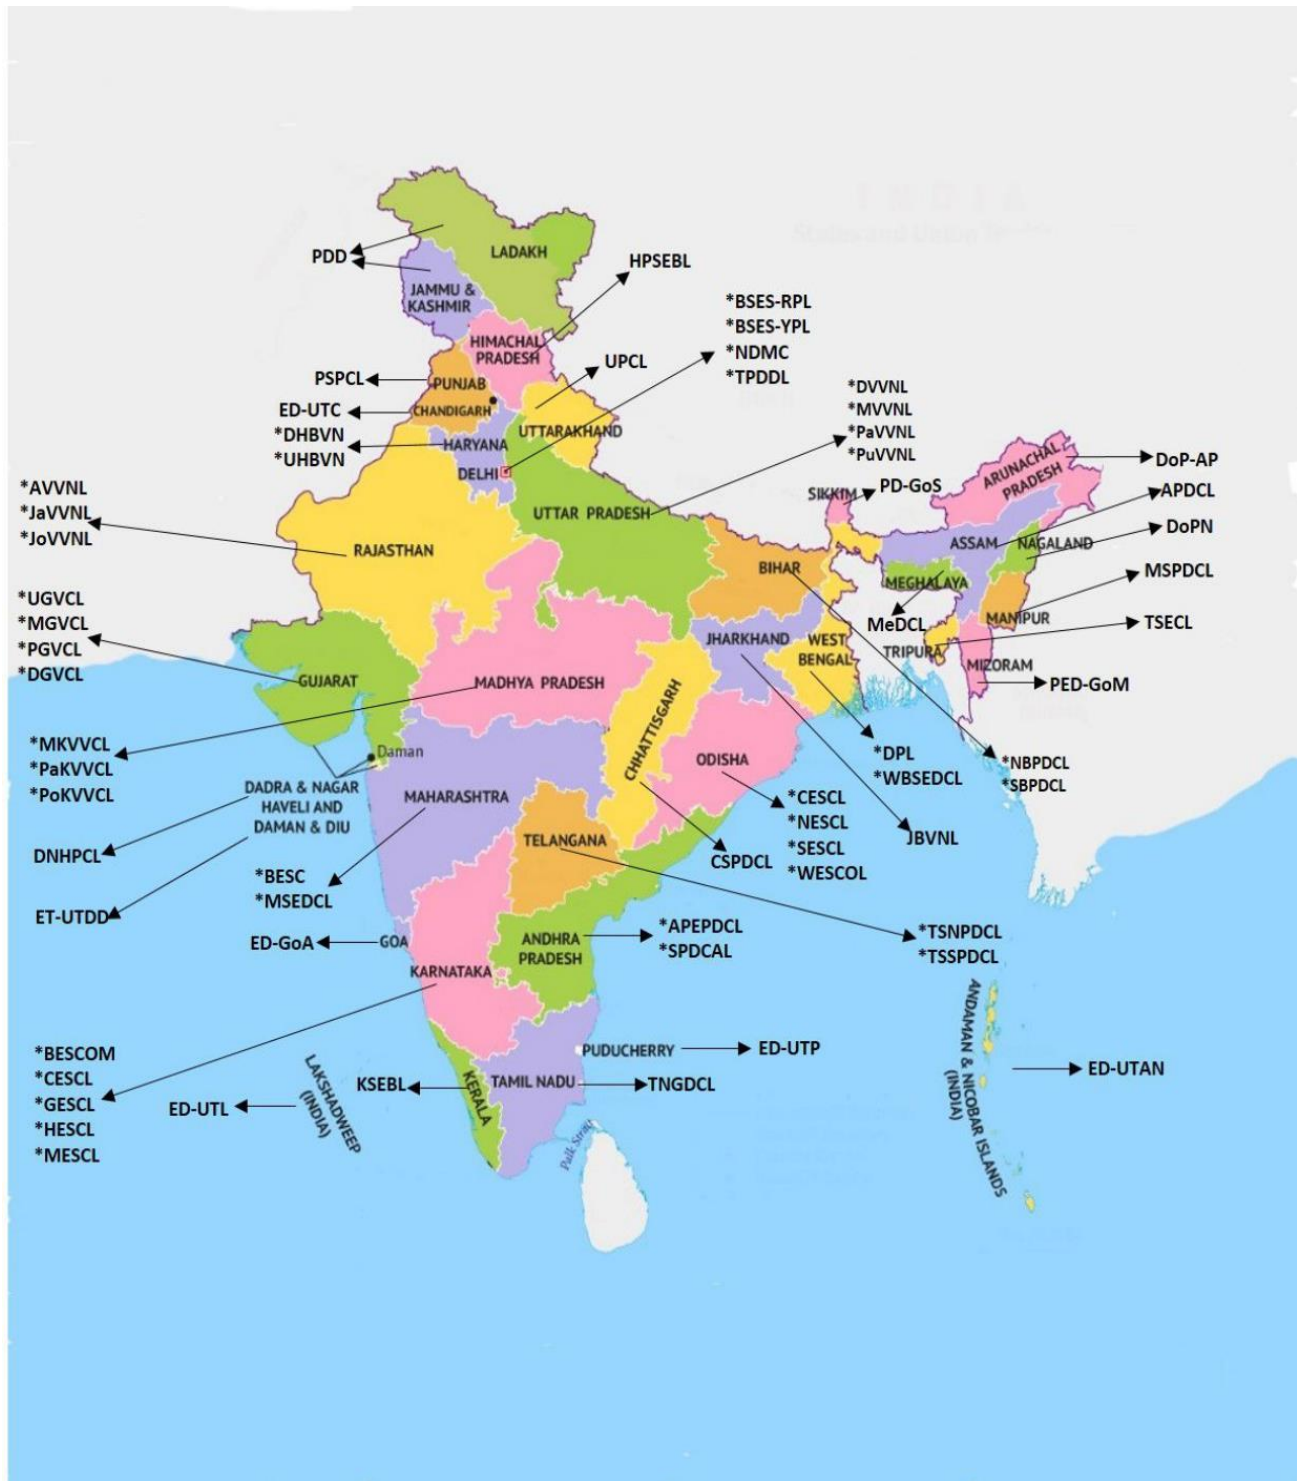 LADAKH
PDD
HPSEBL
JAMMU &
KASHMIR
*BSES-RPL
*BSES-YPL
*NDMC
*TPDDL
HIMACHAL
PRADESH
UPCL
PSPCL
PUNJAB
*DVVNL
*MVVNL
*PaVVNL
*PuVVNL
ED-UTC
CHANDIGARH
UTTARAKHAND
*DHBVN
*UHBVN
HARYANA
DELHI
ARUNACHAL
PRADESH
DoP-AP
*AVVNL
*JaVVNL
*JoVVNL
SIKKIM
PD-GoS
APDCL
UTTAR PRADESH
DoPN
RAJASTHAN
ASSAM
NAGALAND
BIHAR
MEGHALAYA
MSPDCL
*UGVCL
*MGVCL
*PGVCL
*DGVCL
MeDCL
MANIPUR
TSECL
JHARKHAND
WEST
BENGAL
TRIPURA
MIZORAM
PED-GoM
GUJARAT
MADHYA PRADESH
CHHATTISGARH
*MKVVCL
*PaKVVCL
*PoKVVCL
Daman
ODISHA
*DPL
*WBSEDCL
*NBPDCL
*SBPDCL
DADRA & NAGAR
HAVELI AND
DAMAN & DIU
MAHARASHTRA
*CESCL
*NESCL
*SESCL
*WESCOL
JBVNL
TELANGANA
CSPDCL
DNHPCL
*BESC
*MSEDCL
ET-UTDD
ED-GoA
GOA
ANDHRA
PRADESH
*APEPDCL
*SPDCAL
*TSNPDCL
*TSSPDCL
KARNATAKA
ANDAMAN & NICOBAR ISLANDS
(INDIA)
*BESCOM
*CESCL
*GESCL
*HESCL
*MESCL
LAKSHADWEEP
(INDIA)
PUDUCHERRY
ED-UTP
ED-UTAN
KSEBL
KERALA
TAMIL NADU
TNGDCL
ED-UTL
Palk Strait
INDIA